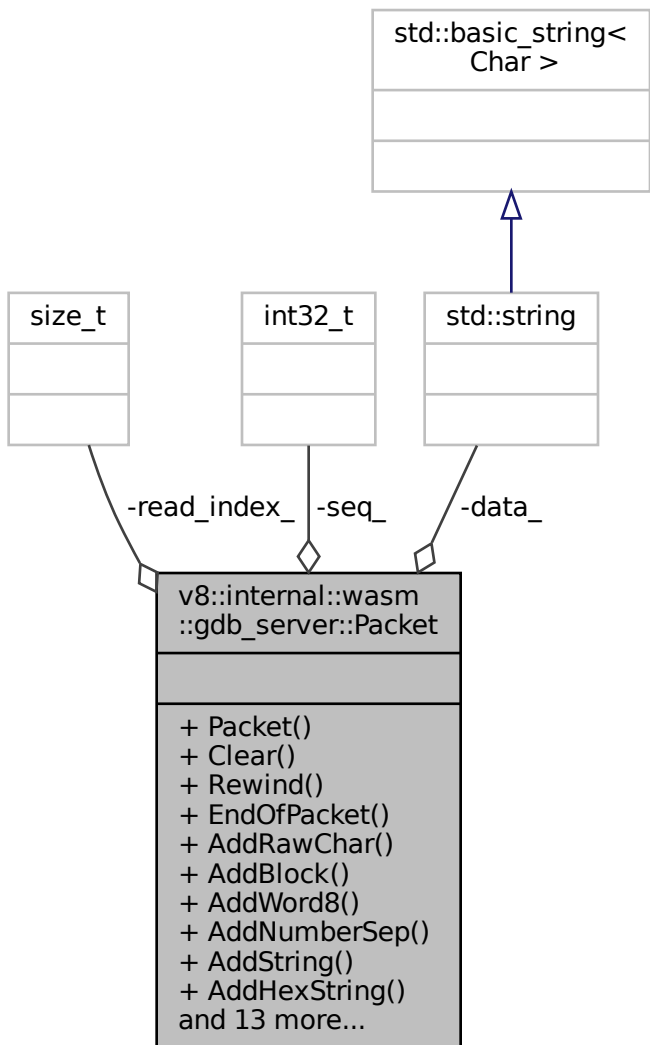 std::basic_string<
Char >
size_t
int32_t
std::string
-read_index_
-seq_
-data_
v8::internal::wasm
::gdb_server::Packet
+ Packet()
+ Clear()
+ Rewind()
+ EndOfPacket()
+ AddRawChar()
+ AddBlock()
+ AddWord8()
+ AddNumberSep()
+ AddString()
+ AddHexString()
and 13 more...